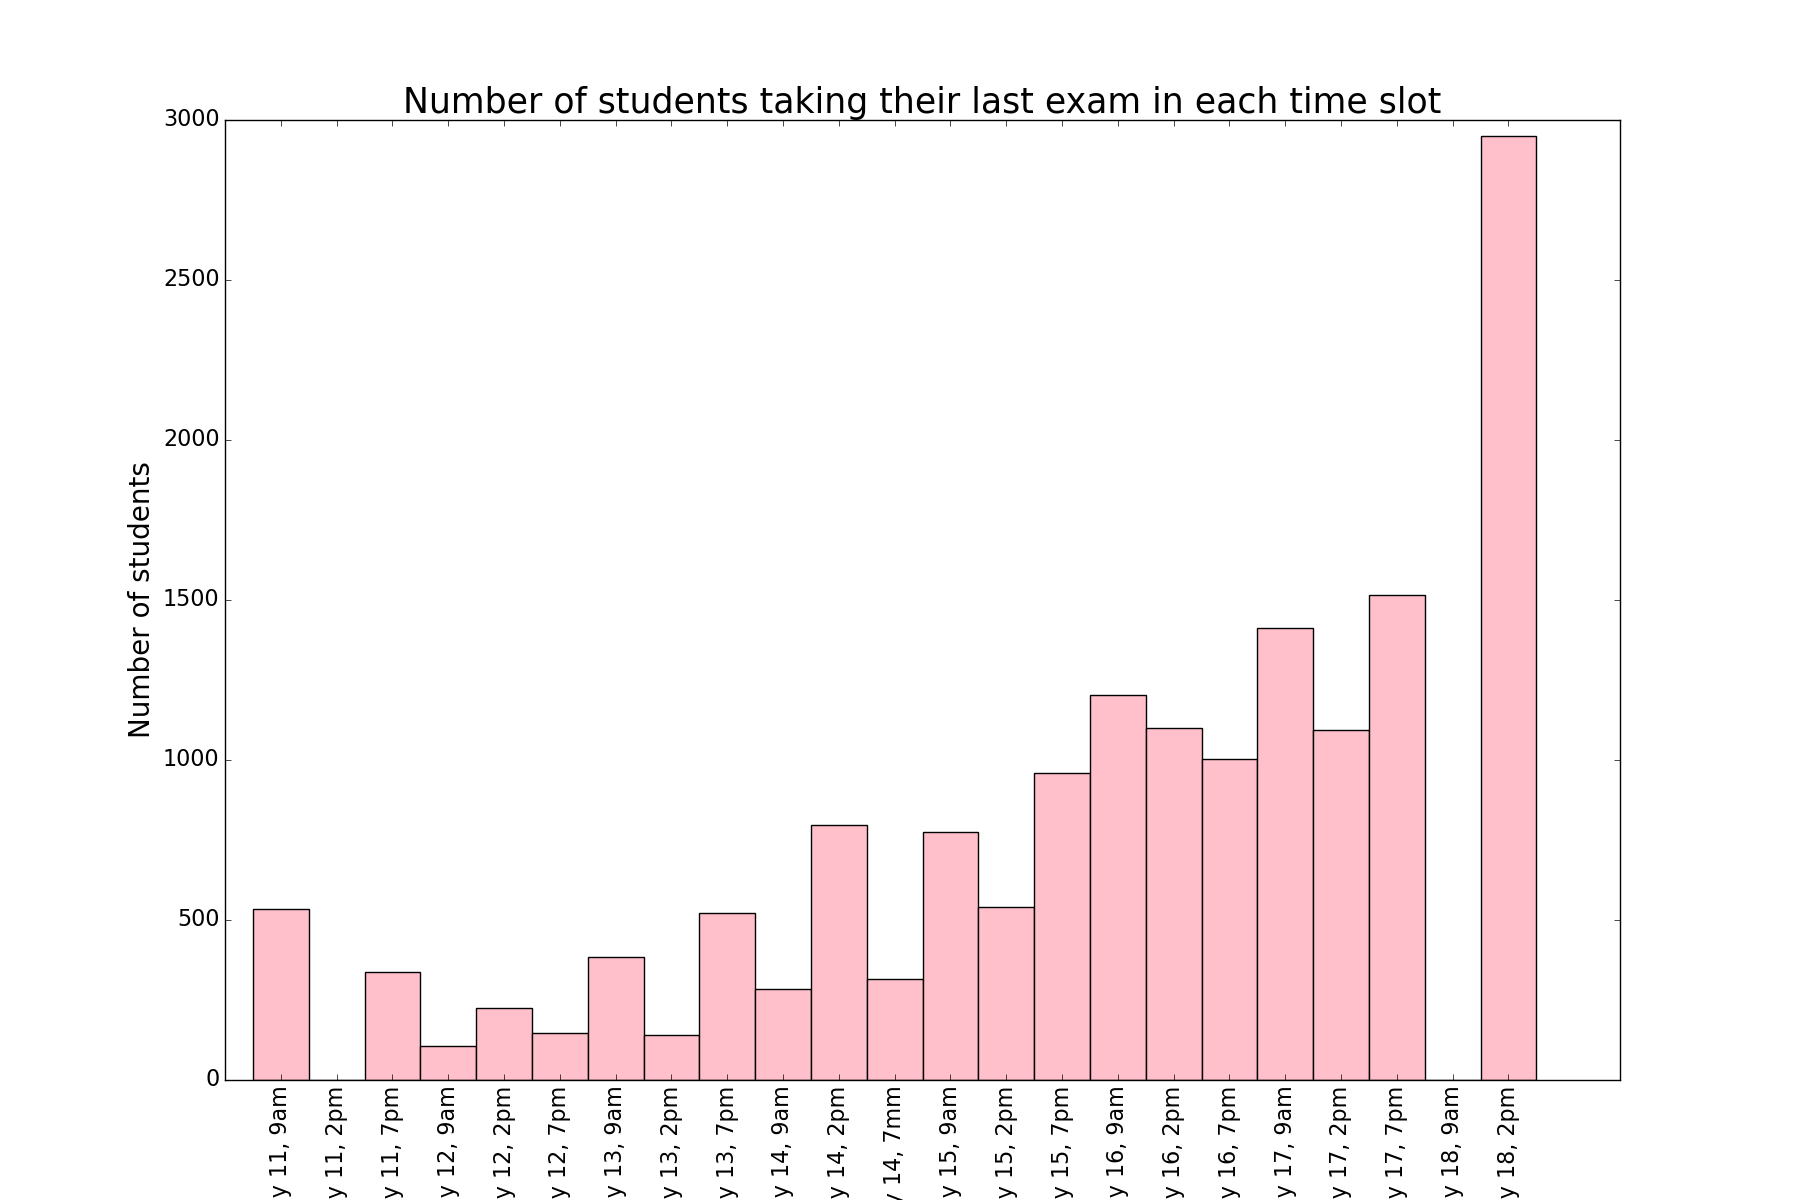 Number of students taking their last exam in each time slot
Number of students
3000
2500
2000
1500
1000
500
0
y 11, 9am
y 11, 2pm
y 11, 7pm
y 12, 9am
y 12, 2pm
y 12, 7pm
y 13, 9am
y 13, 2pm
y 13, 7pm
y 14, 9am
y 14, 2pm
y 14, 7mm
y 15, 9am
y 15, 2pm
y 15, 7pm
y 16, 9am
y 16, 2pm
y 16, 7pm
y 17, 9am
y 17, 2pm
y 17, 7pm
y 18, 9am
y 18, 2pm